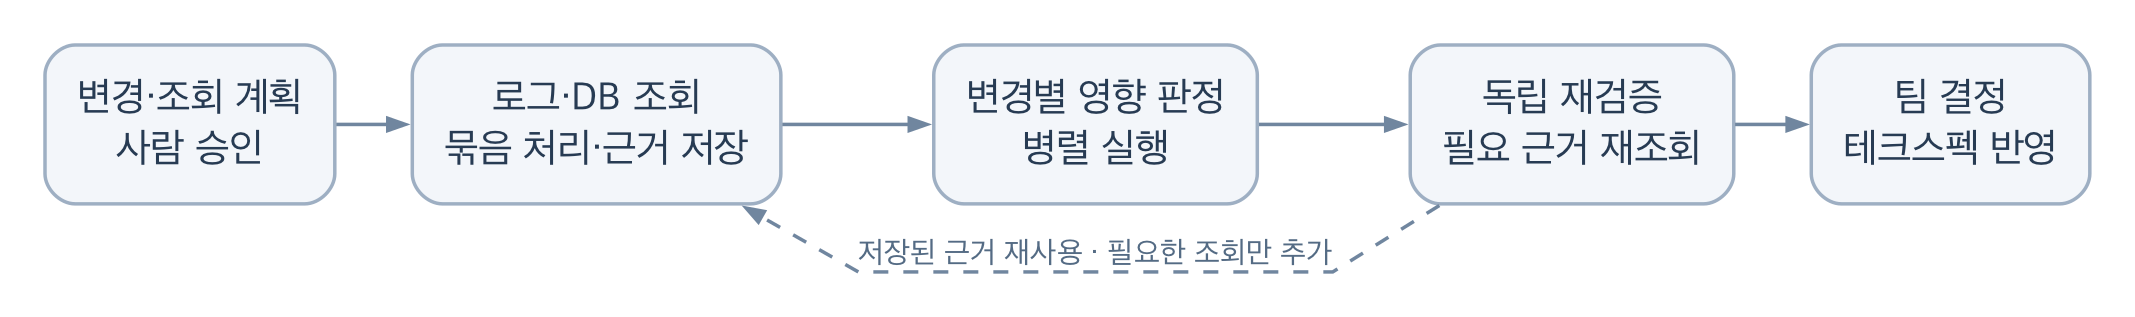 변경·조회 계획
사람 승인
로그·DB 조회
묶음 처리·근거 저장
변경별 영향 판정
병렬 실행
독립 재검증
필요 근거 재조회
팀 결정
테크스펙 반영
저장된 근거 재사용 · 필요한 조회만 추가